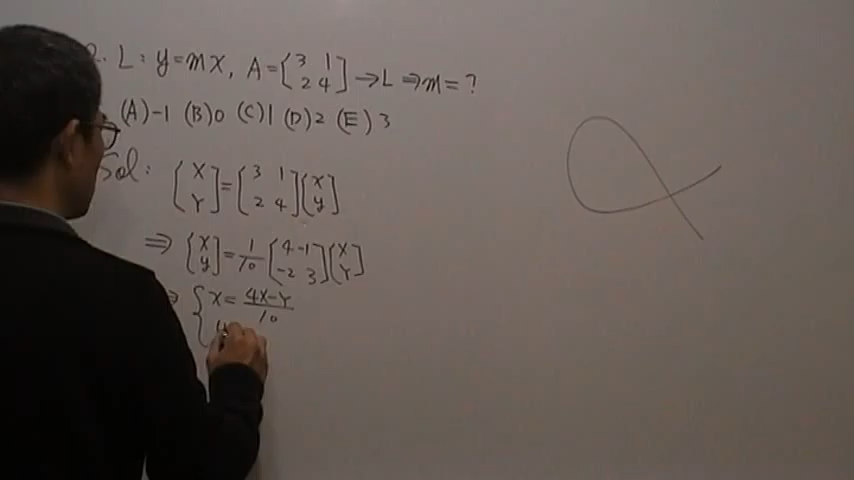 2. L: y=mx, A=[3 1 2 4]→L⇒m=?
(A)-1 (B)0 (C)1 (D)2 (E)3
Sol:
[X Y]=[3 1 2 4][x y]
⇒[x y]=1/10[4 -1 -2 3][X Y]
⇒{x=4X-Y/10
y